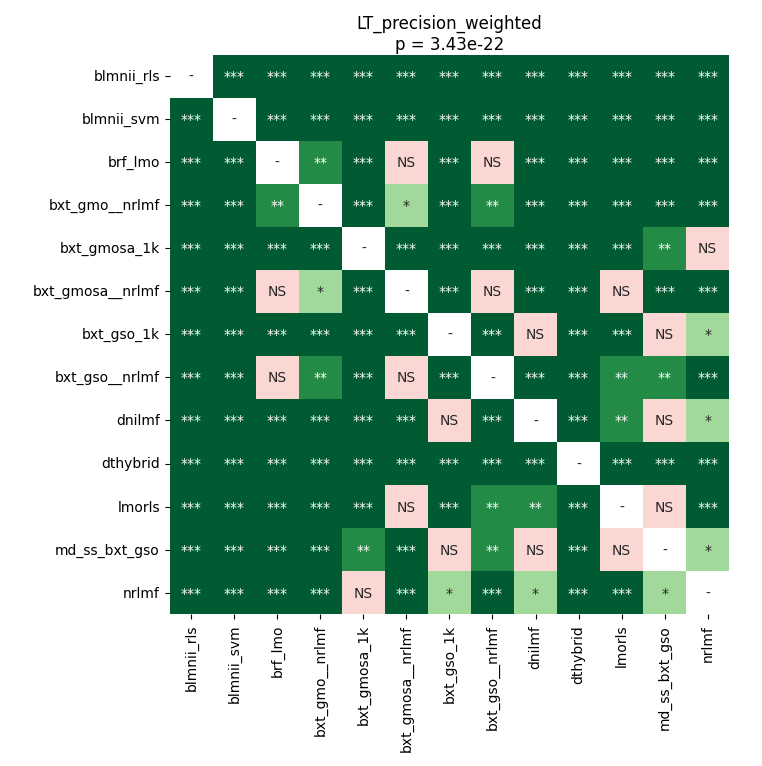 LT_precision_weighted
p = 3.43e-22
blmnii_rls - *** *** *** *** *** *** *** *** *** *** *** ***
blmnii_svm *** - *** *** *** *** *** *** *** *** *** *** ***
brf_lmo *** *** - ** *** NS *** NS *** *** *** *** ***
bxt_gmo__nrlmf *** *** ** - *** * *** ** *** *** *** *** ***
bxt_gmosa_1k *** *** *** *** - *** *** *** *** *** *** ** NS
bxt_gmosa__nrlmf *** *** NS * *** - *** NS *** *** NS *** ***
bxt_gso_1k *** *** *** *** *** *** - *** NS *** *** NS *
bxt_gso__nrlmf *** *** NS ** *** NS *** - *** *** ** ** ***
dnilmf *** *** *** *** *** *** NS *** - *** ** NS *
dthybrid *** *** *** *** *** *** *** *** *** - *** *** ***
lmorls *** *** *** *** *** NS *** ** ** *** - NS ***
md_ss_bxt_gso *** *** *** *** ** *** NS ** NS *** NS - *
nrlmf *** *** *** *** NS *** * *** * *** *** * -
blmnii_rls
blmnii_svm
brf_lmo
bxt_gmo__nrlmf
bxt_gmosa_1k
bxt_gmosa__nrlmf
bxt_gso_1k
bxt_gso__nrlmf
dnilmf
dthybrid
lmorls
md_ss_bxt_gso
nrlmf